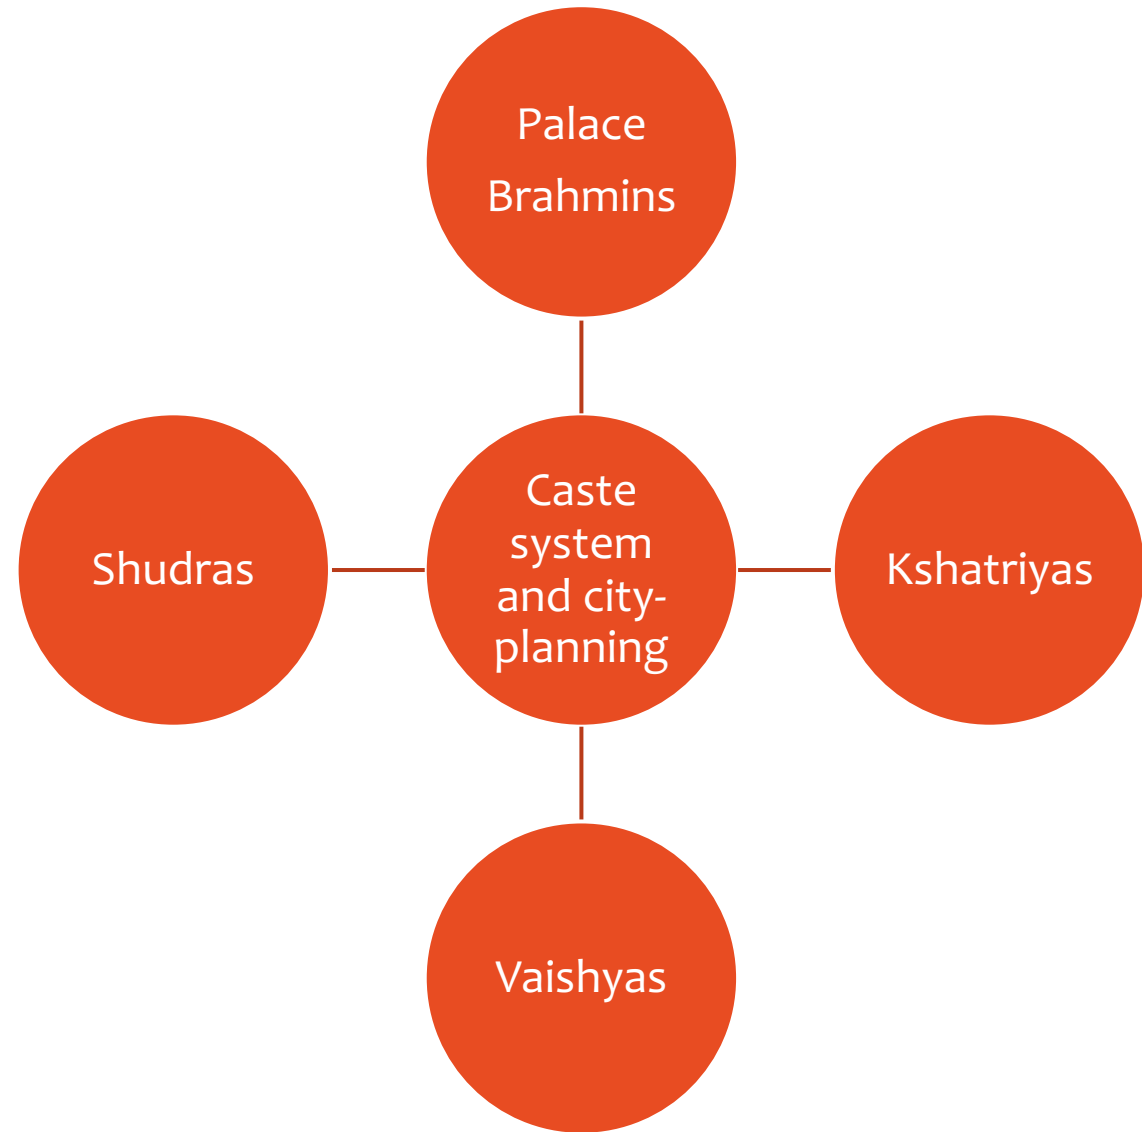 Palace
Brahmins
Shudras
Caste
system
and city-
planning
Kshatriyas
Vaishyas